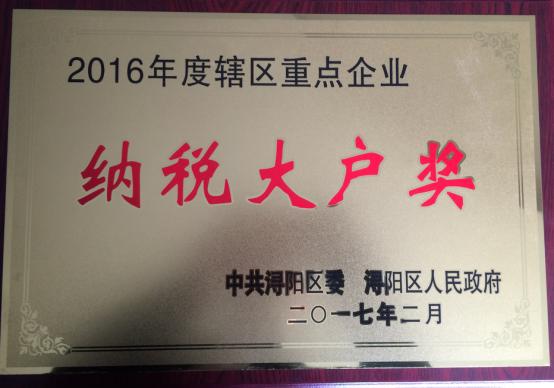 2016年度辖区重点企业
纳税大户奖
中共浔阳区委 浔阳区人民政府
二〇一七年二月